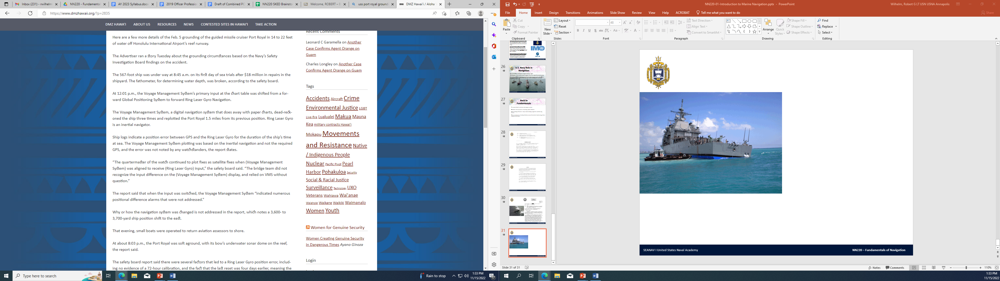 Inbox (231) - rwilhelm
NN220 - Fundamental
AY 2023 Syllabus.docx
2019 Officer Profession
Draft of Combined PO
NN220 SKED Brainstor
Welcome, ROBERT – B
uss port royal groundi
DMZ Hawai'i / Aloha
https://www.dmzhawaii.org/?p=2835
DMZ HAWAʻI ABOUT US RESOURCES NEWS CONTESTED SITES IN HAWAIʻI TAKE ACTION
Here are a few more details of the Feb. 5 grounding of the guided missile cruiser Port Royal in 14 to 22 feet
of water off Honolulu International Airport's reef runway.
The Advertiser ran a story Tuesday about the grounding circumstances based on the Navy's Safety
Investigation Board findings on the accident.
The 567-foot ship was under way at 8:45 a.m. on its first day of sea trials after $18 million in repairs in the
shipyard. The fathometer, for determining water depth, was broken, according to the safety board.
At 12:01 p.m., the Voyage Management System's primary input at the chart table was shifted from a for-
ward Global Positioning System to forward Ring Laser Gyro Navigation.
The Voyage Management System, a digital navigation system that does away with paper charts, dead-reck-
oned the ship three times and replotted the Port Royal 1.5 miles from its previous position. Ring Laser Gyro
is an inertial navigator.
Ship logs indicate a position error between GPS and the Ring Laser Gyro for the duration of the ship's time
at sea. The Voyage Management System plotting was based on the inertial navigation and not the required
GPS, and the error was not noted by any watchstanders, the report states.
“The quartermaster of the watch continued to plot fixes as satellite fixes when (Voyage Management
System) was aligned to receive (Ring Laser Gyro) input,” the safety board said. “The bridge team did not
recognize the input difference on the (Voyage Management System) display, and relied on VMS without
question.”
The report said that when the input was switched, the Voyage Management System “indicated numerous
positional difference alarms that were not addressed.”
Why or how the navigation system was changed is not addressed in the report, which notes a 3,600- to
3,700-yard ship position shift to the east.
That evening, small boats were operated to return aviation assessors to shore.
At about 8:03 p.m., the Port Royal was soft aground, with its bow's underwater sonar dome on the reef,
the report said.
The safety board report said there were several factors that led to a Ring Laser Gyro position error, includ-
ing no evidence of a 72-hour calibration, and the fact that the last reset was four days earlier, meaning the
Recent Comments
Leonard C Garamella on Another
Case Confirms Agent Orange on
Guam
Charles Longley on Another Case
Confirms Agent Orange on Guam
Tags
Accidents Aircraft Crime
Environmental Justice LGBT
Live-fire Lualualei Makua Mauna
Kea military contracts Hawai'i
Mokapu Movements
and Resistance Native
/ Indigenous People
Nuclear Pacific Pivot Pearl
Harbor Pohakuloa Security
Social & Racial Justice
Surveillance Technology UXO
Veterans Wahiawa Wai'anae
Waiahole Waikane Waikiki Waimanalo
Women Youth
Women for Genuine Security
Women Creating Genuine Security
in Dangerous Times Ayano Ginoza
Login
Type here to search
Rain to stop
1:33 PM
11/15/2022
17
NN220-01-Introduction to Marine Navigation.pptx - PowerPoint
Wilhelm, Robert G LT USN USNA Annapolis
File Home Insert Design Transitions Animations Slide Show Review View Help ACROBAT Tell me what you want to do Share
Paste
Cut
Copy
Format Painter
Clipboard
New
Slide
Layout
Reset
Section
Slides
48
B I U S abc AV Aa A
Font
Text Direction
Align Text
Convert to SmartArt
Paragraph
Arrange
Quick
Styles
Shape Fill
Shape Outline
Shape Effects
Drawing
Find
Replace
Select
Editing
IMO
IALA
26
U.S. Navy Role in
Navigation
27
Back to
Fundamentals
28
29
30
31
SEANAV I United States Naval Academy
NN220 – Fundamentals of Navigation
Slide 31 of 31
Notes
Comments
110%
1:33 PM
11/15/2022